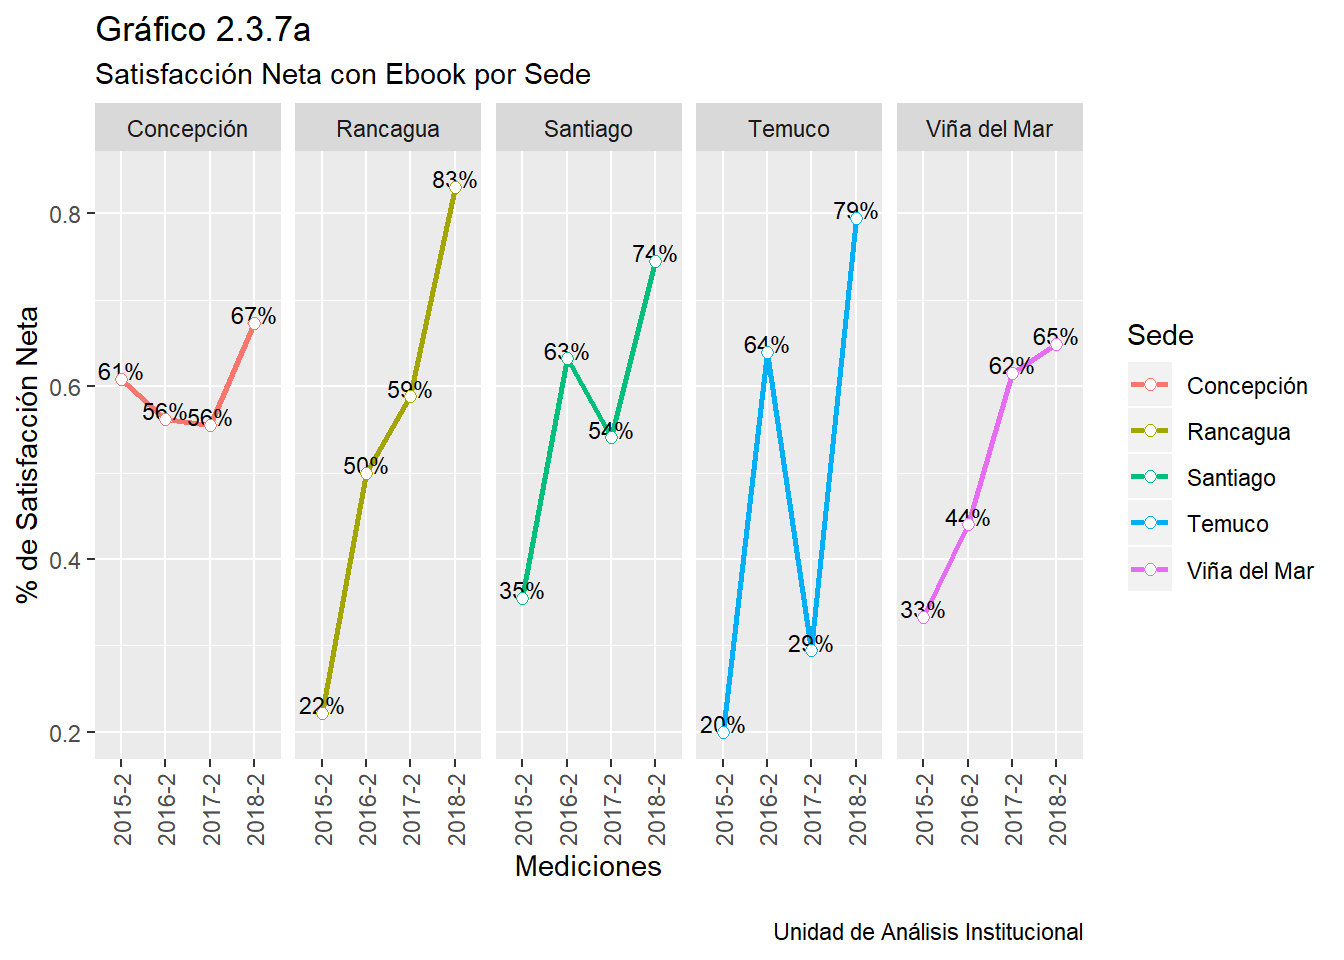 Gráfico 2.3.7a
Satisfacción Neta con Ebook por Sede
Concepción Rancagua Santiago Temuco Viña del Mar
% de Satisfacción Neta
0.8
0.6
0.4
0.2
61% 56% 56% 67%
22% 50% 59% 83%
35% 63% 54% 74%
20% 64% 29% 79%
33% 44% 62% 65%
2015-2 2016-2 2017-2 2018-2 2015-2 2016-2 2017-2 2018-2 2015-2 2016-2 2017-2 2018-2 2015-2 2016-2 2017-2 2018-2 2015-2 2016-2 2017-2 2018-2
Mediciones
Sede
Concepción
Rancagua
Santiago
Temuco
Viña del Mar
Unidad de Análisis Institucional